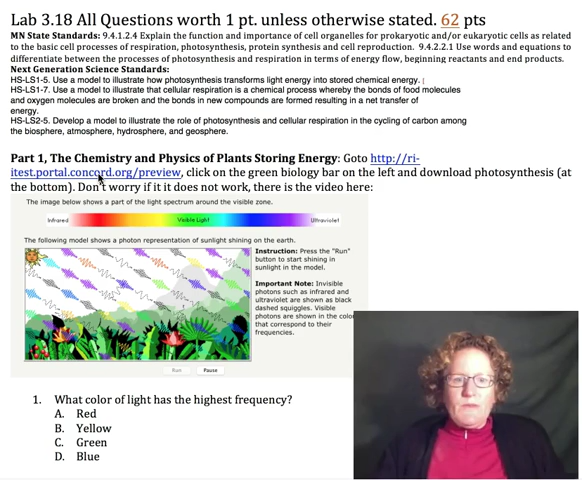 Lab 3.18 All Questions worth 1 pt. unless otherwise stated. 62 pts
MN State Standards: 9.4.1.2.4 Explain the function and importance of cell organelles for prokaryotic and/or eukaryotic cells as related
to the basic cell processes of respiration, photosynthesis, protein synthesis and cell reproduction. 9.4.2.2.1 Use words and equations to
differentiate between the processes of photosynthesis and respiration in terms of energy flow, beginning reactants and end products.
Next Generation Science Standards:
HS-LS1-5. Use a model to illustrate how photosynthesis transforms light energy into stored chemical energy.
HS-LS1-7. Use a model to illustrate that cellular respiration is a chemical process whereby the bonds of food molecules
and oxygen molecules are broken and the bonds in new compounds are formed resulting in a net transfer of
energy.
HS-LS2-5. Develop a model to illustrate the role of photosynthesis and cellular respiration in the cycling of carbon among
the biosphere, atmosphere, hydrosphere, and geosphere.
Part 1, The Chemistry and Physics of Plants Storing Energy: Goto http://ri-
itest.portal.concord.org/preview, click on the green biology bar on the left and download photosynthesis (at
the bottom). Don't worry if it it does not work, there is the video here:
The image below shows a part of the light spectrum around the visible zone.
Infrared Visible Light Ultraviolet
The following model shows a photon representation of sunlight shining on the earth.
Instruction: Press the "Run"
button to start shining in
sunlight in the model.
Important Note: Invisible
photons such as infrared and
ultraviolet are shown as black
dashed squiggles. Visible
photons are shown in the
that correspond to their
frequencies.
Run Pause
1. What color of light has the highest frequency?
A. Red
B. Yellow
C. Green
D. Blue